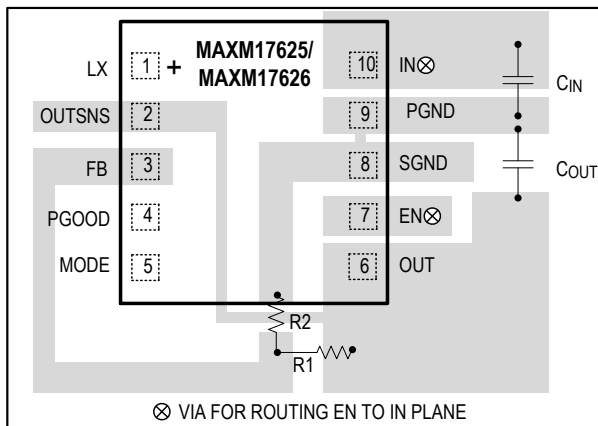 MAXM17625/
MAXM17626
LX 1 + 10 IN⊗
CIN
OUTSNS 2 9 PGND
FB 3 8 SGND
COUT
PGOOD 4 7 EN⊗
MODE 5 6 OUT
R2
R1
⊗ VIA FOR ROUTING EN TO IN PLANE